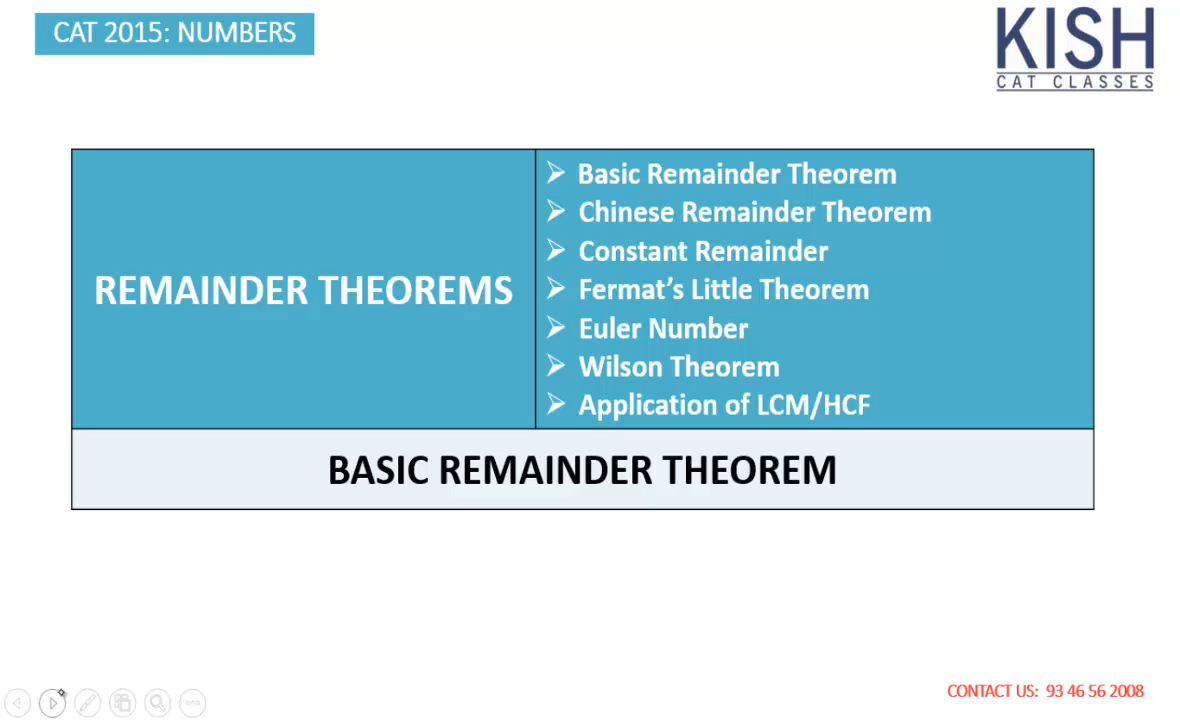 CAT 2015: NUMBERS
KISH
CAT CLASSES
REMAINDER THEOREMS
Basic Remainder Theorem
Chinese Remainder Theorem
Constant Remainder
Fermat’s Little Theorem
Euler Number
Wilson Theorem
Application of LCM/HCF
BASIC REMAINDER THEOREM
CONTACT US: 93 46 56 2008